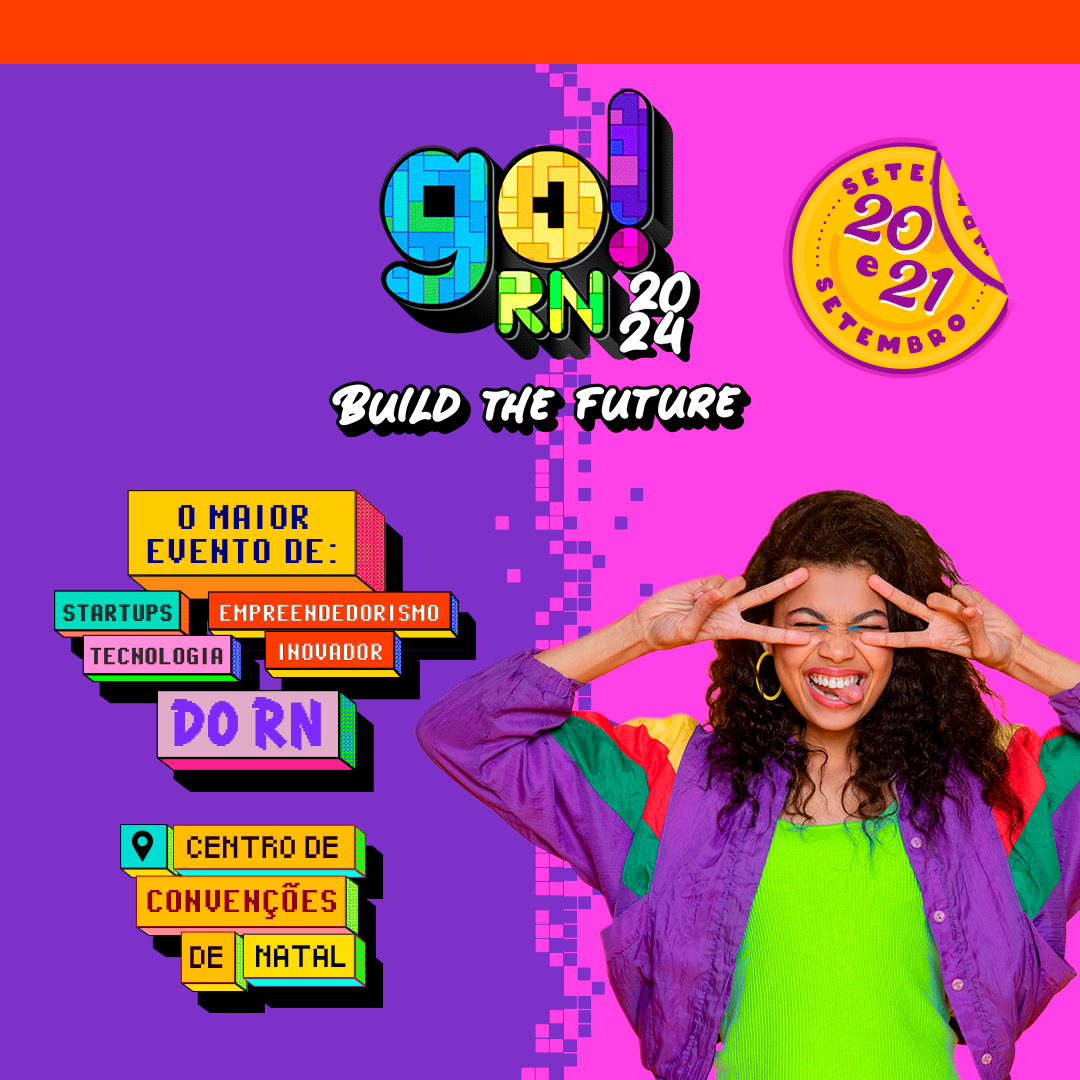 go!
RN 20
24
BUILD THE FUTURE
20
e 21
SETEMBRO
O MAIOR
EVENTO DE:
STARTUPS EMPREENDEDORISMO
TECNOLOGIA INOVADOR
DO RN
CENTRO DE
CONVENÇÕES
DE NATAL